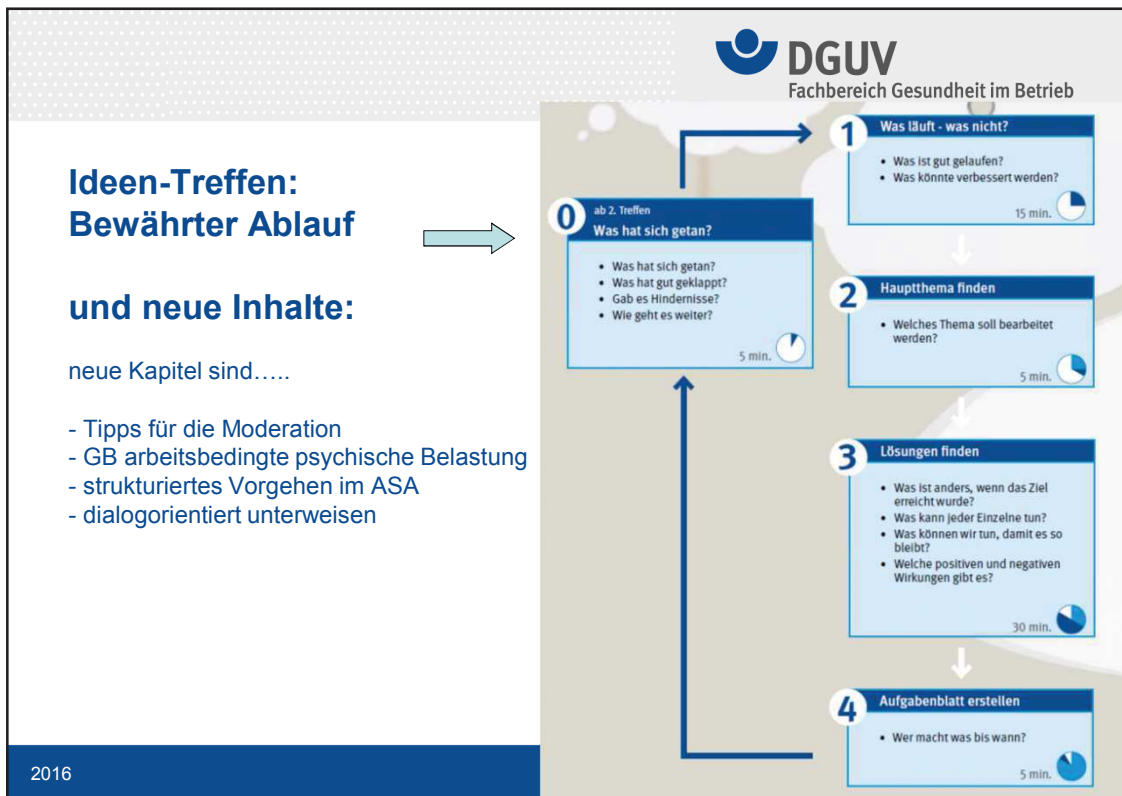 DGUV
Fachbereich Gesundheit im Betrieb
Ideen-Treffen:
Bewährter Ablauf
und neue Inhalte:
neue Kapitel sind…..
- Tipps für die Moderation
- GB arbeitsbedingte psychische Belastung
- strukturiertes Vorgehen im ASA
- dialogorientiert unterweisen
0
ab 2. Treffen
Was hat sich getan?
• Was hat sich getan?
• Was hat gut geklappt?
• Gab es Hindernisse?
• Wie geht es weiter?
5 min.
1
Was läuft - was nicht?
• Was ist gut gelaufen?
• Was könnte verbessert werden?
15 min.
2
Hauptthema finden
• Welches Thema soll bearbeitet
werden?
5 min.
3
Lösungen finden
• Was ist anders, wenn das Ziel
erreicht wurde?
• Was kann jeder Einzelne tun?
• Was können wir tun, damit es so
bleibt?
• Welche positiven und negativen
Wirkungen gibt es?
30 min.
4
Aufgabenblatt erstellen
• Wer macht was bis wann?
5 min.
2016